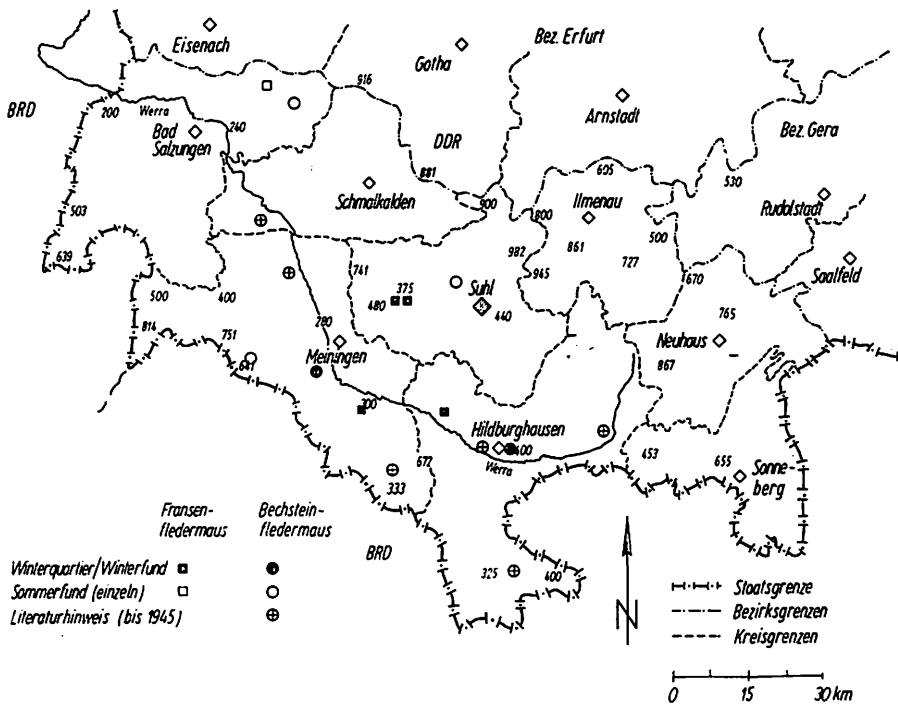 Eisenach
Gotha
Bez. Erfurt
916
BRD
200
Werra
Arnstadt
Bad
Salzungen
240
DDR
Bez. Gera
881
605
530
Schmalkalden
900
800
Ilmenau
Rudolstadt
503
982
861
500
639
741
945
727
Saalfeld
500
400
375
480
Suhl
440
670
765
814
751
280
Meiningen
Neuhaus
641
867
300
Hildburghausen
400
Werra
677
453
655
Sonne-
berg
333
Fransen-
fledermaus
Bechstein-
fledermaus
BRD
325
400
Winterquartier/Winterfund
Sommerfund (einzeln)
Literaturhinweis (bis 1945)
N
Staatsgrenze
Bezirksgrenzen
Kreisgrenzen
0 15 30 km